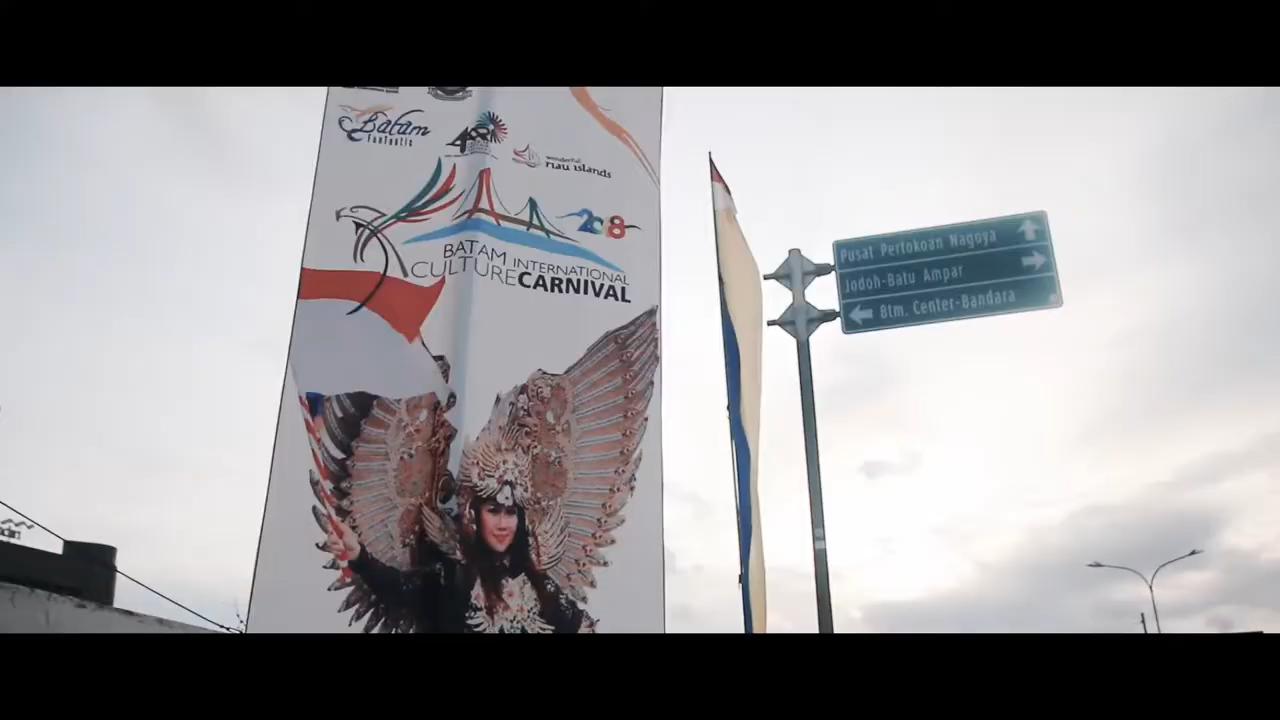 Batam
Fantastic
wonderful
riau islands
2018
BATAM INTERNATIONAL
CULTURE CARNIVAL
Pusat Pertokoan Nagoya
Jodoh-Batu Ampar
Btm. Center-Bandara